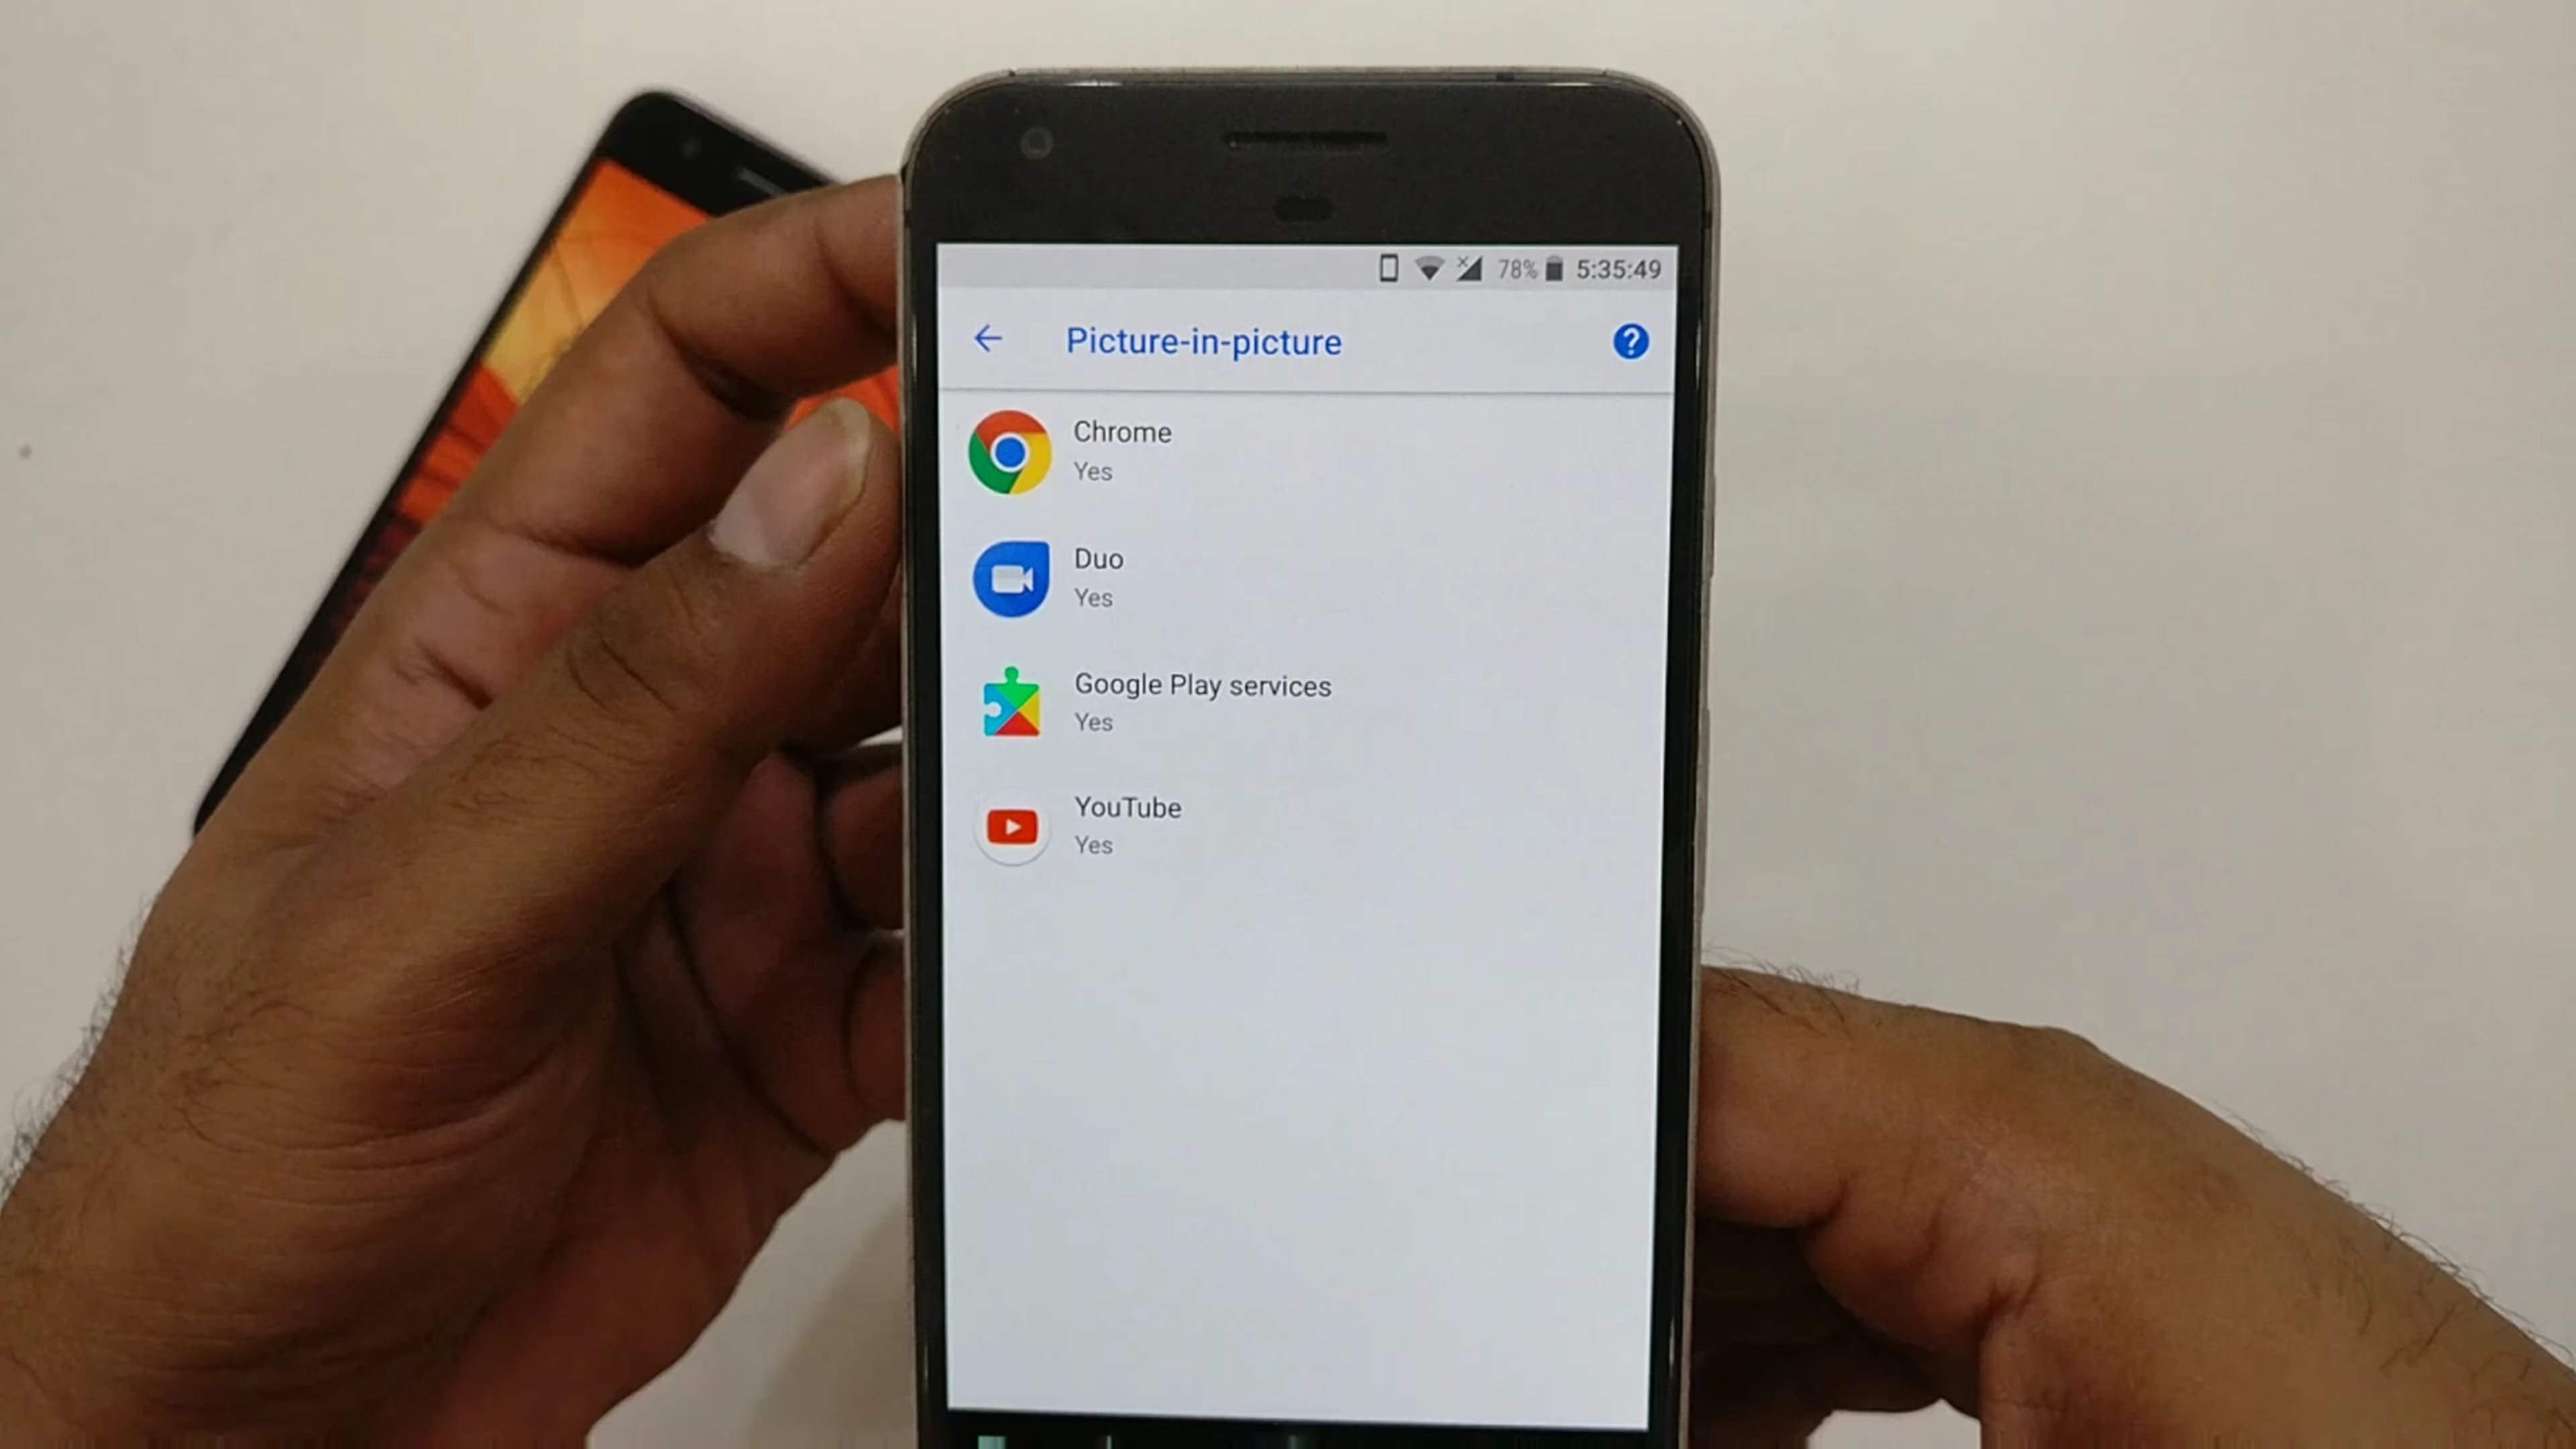 78% 5:35:49
Picture-in-picture
Chrome
Yes
Duo
Yes
Google Play services
Yes
YouTube
Yes